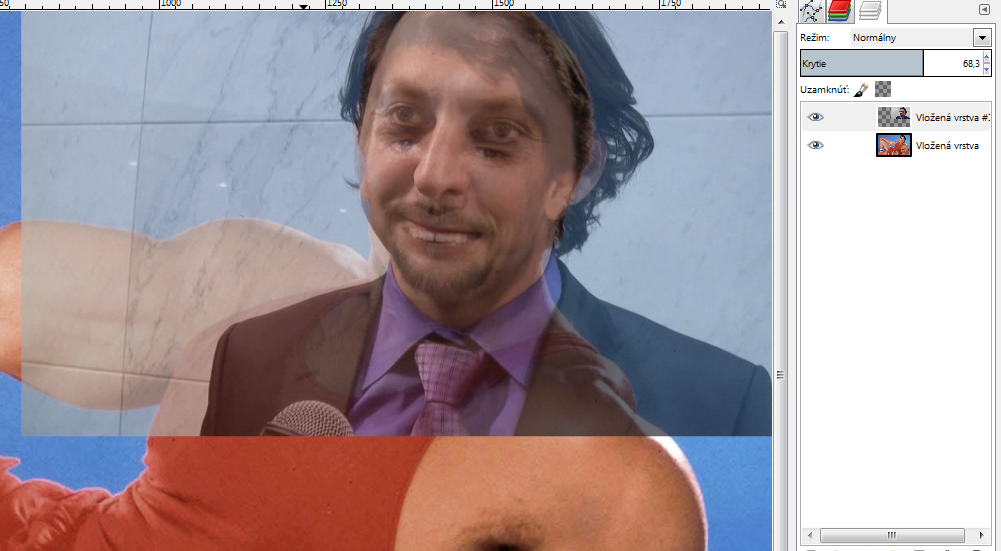 1000
1250
1500
1750
Režim:
Normálny
Krytie
68,3
Uzamknúť:
Vložená vrstva #
Vložená vrstva